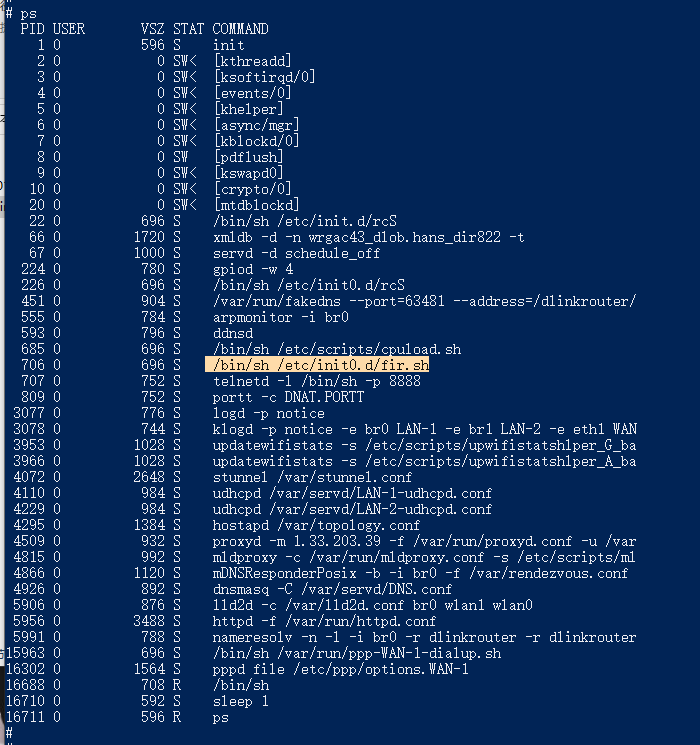 # ps
PID USER VSZ STAT COMMAND
1 0 596 S init
2 0 0 SW< [kthreadd]
3 0 0 SW< [ksoftirqd/0]
4 0 0 SW< [events/0]
5 0 0 SW< [khelper]
6 0 0 SW< [async/mgr]
7 0 0 SW< [kblockd/0]
8 0 0 SW [pdflush]
9 0 0 SW< [kswapd0]
10 0 0 SW< [crypto/0]
20 0 0 SW< [mtdblockd]
22 0 696 S /bin/sh /etc/init.d/rcS
66 0 1720 S xmldb -d -n wrgac43_dlob.hans_dir822 -t
67 0 1000 S servd -d schedule_off
224 0 780 S gpiod -w 4
226 0 696 S /bin/sh /etc/init0.d/rcS
451 0 904 S /var/run/fakedns --port=63481 --address=/dlinkrouter/
555 0 784 S arpmonitor -i br0
593 0 796 S ddnsd
685 0 696 S /bin/sh /etc/scripts/cpuload.sh
706 0 696 S /bin/sh /etc/init0.d/fir.sh
707 0 752 S telnetd -l /bin/sh -p 8888
809 0 752 S portt -c DNAT.PORTT
3077 0 776 S logd -p notice
3078 0 744 S klogd -p notice -e br0 LAN-1 -e br1 LAN-2 -e eth1 WAN
3953 0 1028 S updatewifistats -s /etc/scripts/upwifistatshlper_G_ba
3966 0 1028 S updatewifistats -s /etc/scripts/upwifistatshlper_A_ba
4072 0 2648 S stunnel /var/stunnel.conf
4110 0 984 S udhcpd /var/servd/LAN-1-udhcpd.conf
4229 0 984 S udhcpd /var/servd/LAN-2-udhcpd.conf
4295 0 1384 S hostapd /var/topology.conf
4509 0 932 S proxyd -m 1.33.203.39 -f /var/run/proxyd.conf -u /var
4815 0 992 S mldproxy -c /var/run/mldproxy.conf -s /etc/scripts/ml
4866 0 1120 S mDNSResponderPosix -b -i br0 -f /var/rendezvous.conf
4926 0 892 S dnsmasq -C /var/servd/DNS.conf
5906 0 876 S lld2d -c /var/lld2d.conf br0 wlan1 wlan0
5956 0 3488 S httpd -f /var/run/httpd.conf
5991 0 788 S nameresolv -n -l -i br0 -r dlinkrouter -r dlinkrouter
15963 0 696 S /bin/sh /var/run/ppp-WAN-1-dialup.sh
16302 0 1564 S pppd file /etc/ppp/options.WAN-1
16688 0 708 R /bin/sh
16710 0 592 S sleep 1
16711 0 596 R ps
#